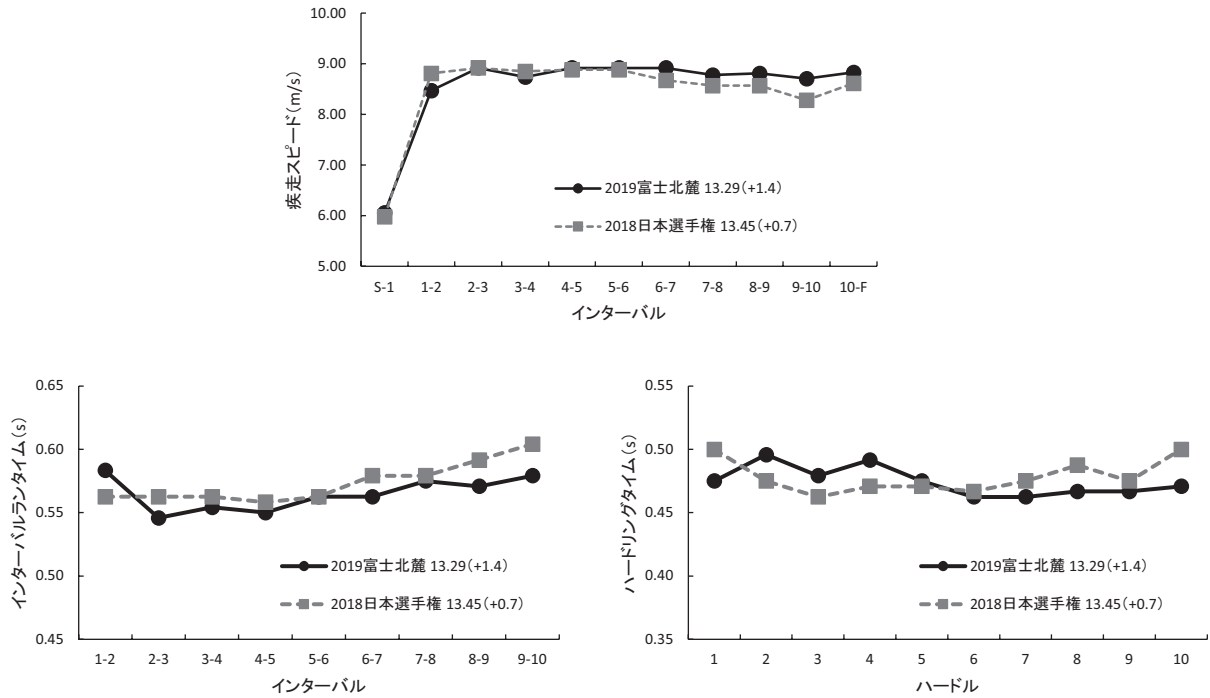 10.00
9.00
8.00
7.00
6.00
5.00
疾走スピード(m/s)
2019富士北麓 13.29(+1.4)
2018日本選手権 13.45(+0.7)
S-1 1-2 2-3 3-4 4-5 5-6 6-7 7-8 8-9 9-10 10-F
インターバル
0.65
0.60
0.55
0.50
0.45
インターバルランタイム(s)
2019富士北麓 13.29(+1.4)
2018日本選手権 13.45(+0.7)
1-2 2-3 3-4 4-5 5-6 6-7 7-8 8-9 9-10
インターバル
0.55
0.50
0.45
0.40
0.35
ハードリングタイム(s)
2019富士北麓 13.29(+1.4)
2018日本選手権 13.45(+0.7)
1 2 3 4 5 6 7 8 9 10
ハードル